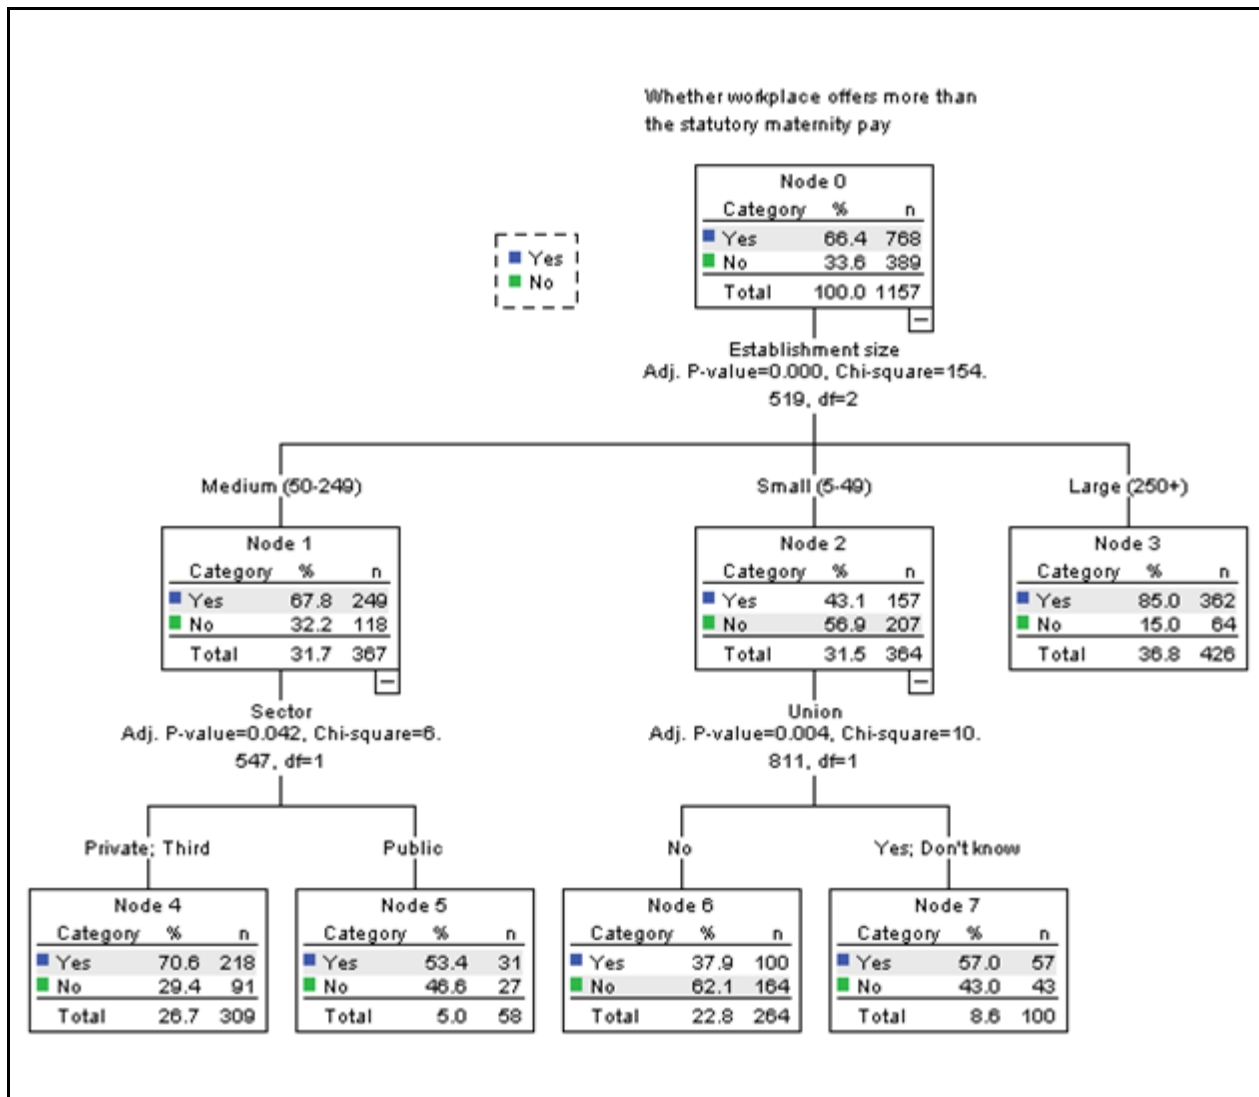 Whether workplace offers more than
the statutory maternity pay
Node 0
Category % n
Yes 66.4 768
No 33.6 389
Total 100.0 1157
Yes
No
Establishment size
Adj. P-value=0.000, Chi-square=154.
519, df=2
Medium (50-249)
Small (5-49)
Large (250+)
Node 1
Category % n
Yes 67.8 249
No 32.2 118
Total 31.7 367
Node 2
Category % n
Yes 43.1 157
No 56.9 207
Total 31.5 364
Node 3
Category % n
Yes 85.0 362
No 15.0 64
Total 36.8 426
Sector
Adj. P-value=0.042, Chi-square=6.
547, df=1
Union
Adj. P-value=0.004, Chi-square=10.
811, df=1
Private; Third
Public
No
Yes; Don't know
Node 4
Category % n
Yes 70.6 218
No 29.4 91
Total 26.7 309
Node 5
Category % n
Yes 53.4 31
No 46.6 27
Total 5.0 58
Node 6
Category % n
Yes 37.9 100
No 62.1 164
Total 22.8 264
Node 7
Category % n
Yes 57.0 57
No 43.0 43
Total 8.6 100